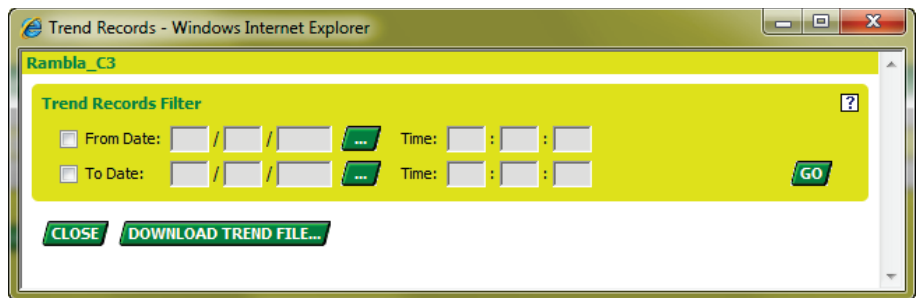 Trend Records - Windows Internet Explorer
Rambla_C3
Trend Records Filter ?
From Date: / / ... Time: : :
To Date: / / ... Time: : : GO
CLOSE DOWNLOAD TREND FILE...